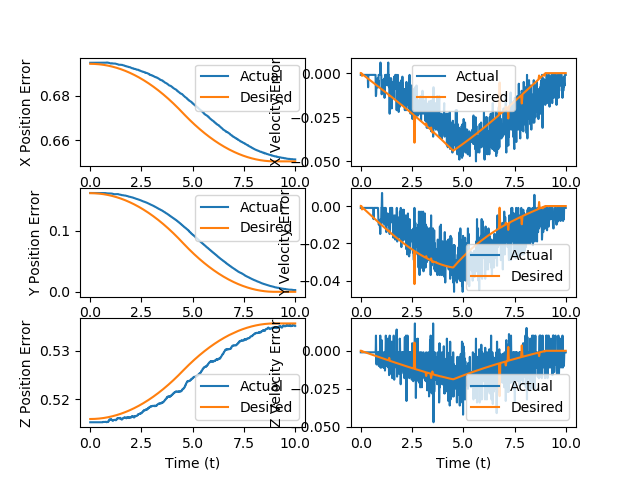 X Position Error
0.68
0.66
0.0 2.5 5.0 7.5 10.0
Actual
Desired
X Velocity Error
0.000
−0.025
−0.050
0.0 2.5 5.0 7.5 10.0
Actual
Desired
Y Position Error
0.1
0.0
0.0 2.5 5.0 7.5 10.0
Actual
Desired
Y Velocity Error
0.00
−0.02
−0.04
0.0 2.5 5.0 7.5 10.0
Actual
Desired
Z Position Error
0.53
0.52
0.0 2.5 5.0 7.5 10.0
Time (t)
Actual
Desired
Z Velocity Error
0.000
−0.025
−0.050
0.0 2.5 5.0 7.5 10.0
Time (t)
Actual
Desired